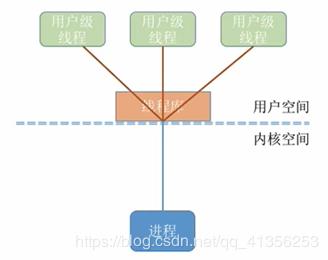 用户级
线程
用户级
线程
用户级
线程
线程库
用户空间
内核空间
进程
https://blog.csdn.net/qq_41356253